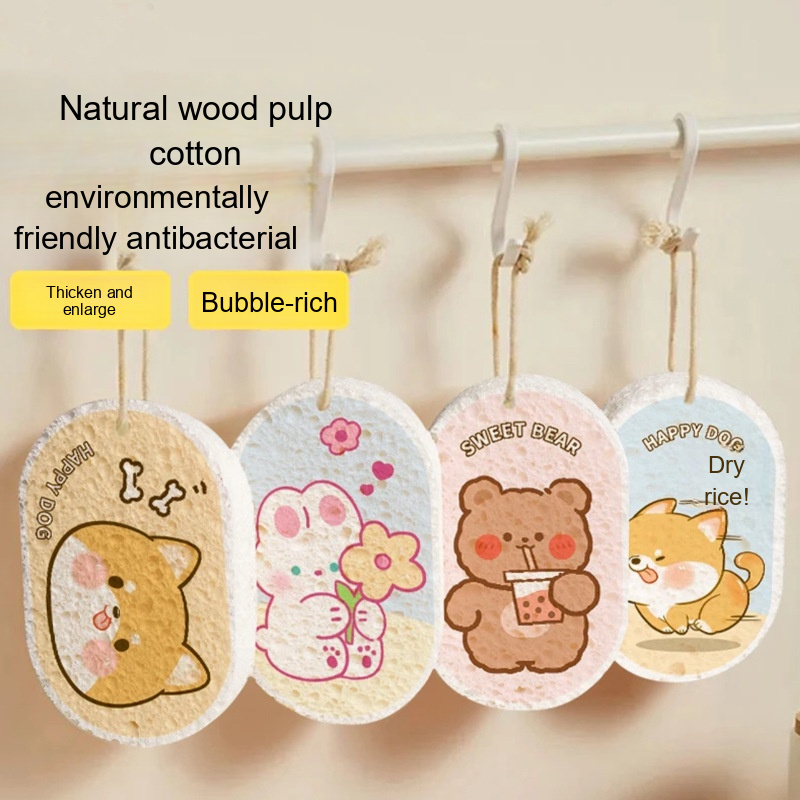 Natural wood pulp
cotton
environmentally
friendly antibacterial
Thicken and
enlarge
Bubble-rich
HAPPY DOG
SWEET BEAR
HAPPY DOG
Dry
rice!